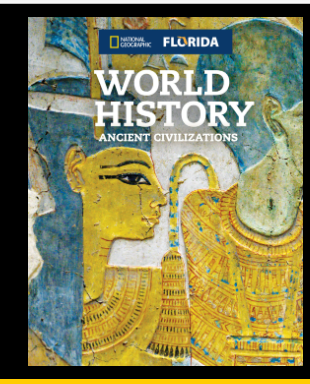 NATIONAL
GEOGRAPHIC
FLORIDA
WORLD
HISTORY
ANCIENT CIVILIZATIONS